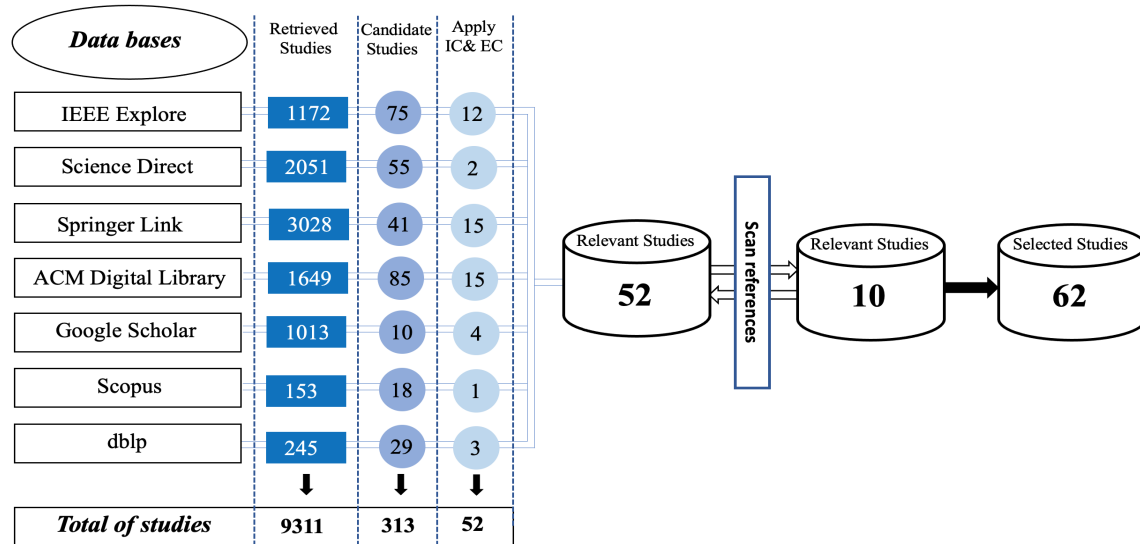 Data bases
Retrieved
Studies
Candidate
Studies
Apply
IC& EC
IEEE Explore
1172
75
12
Science Direct
2051
55
2
Springer Link
3028
41
15
ACM Digital Library
1649
85
15
Google Scholar
1013
10
4
Scopus
153
18
1
dblp
245
29
3
Total of studies
9311
313
52
Relevant Studies
52
Scan references
Relevant Studies
10
Selected Studies
62